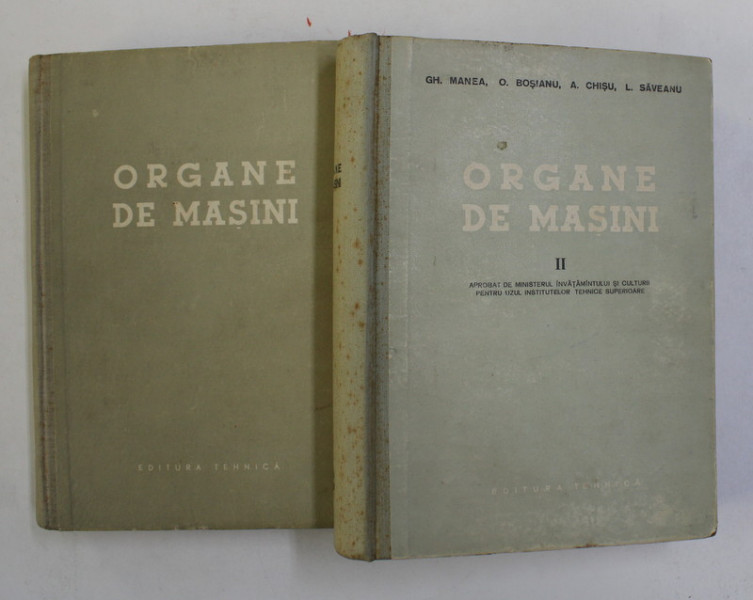 ORGANE
DE MAȘINI
EDITURA TEHNICĂ
GH. MANEA, O. BOȘIANU, A. CHIȘU, L. SĂVEANU
ORGANE
DE MAȘINI
II
APROBAT DE MINISTERUL ÎNVĂȚĂMÎNTULUI ȘI CULTURII
PENTRU UZUL INSTITUTELOR TEHNICE SUPERIOARE
EDITURA TEHNICĂ